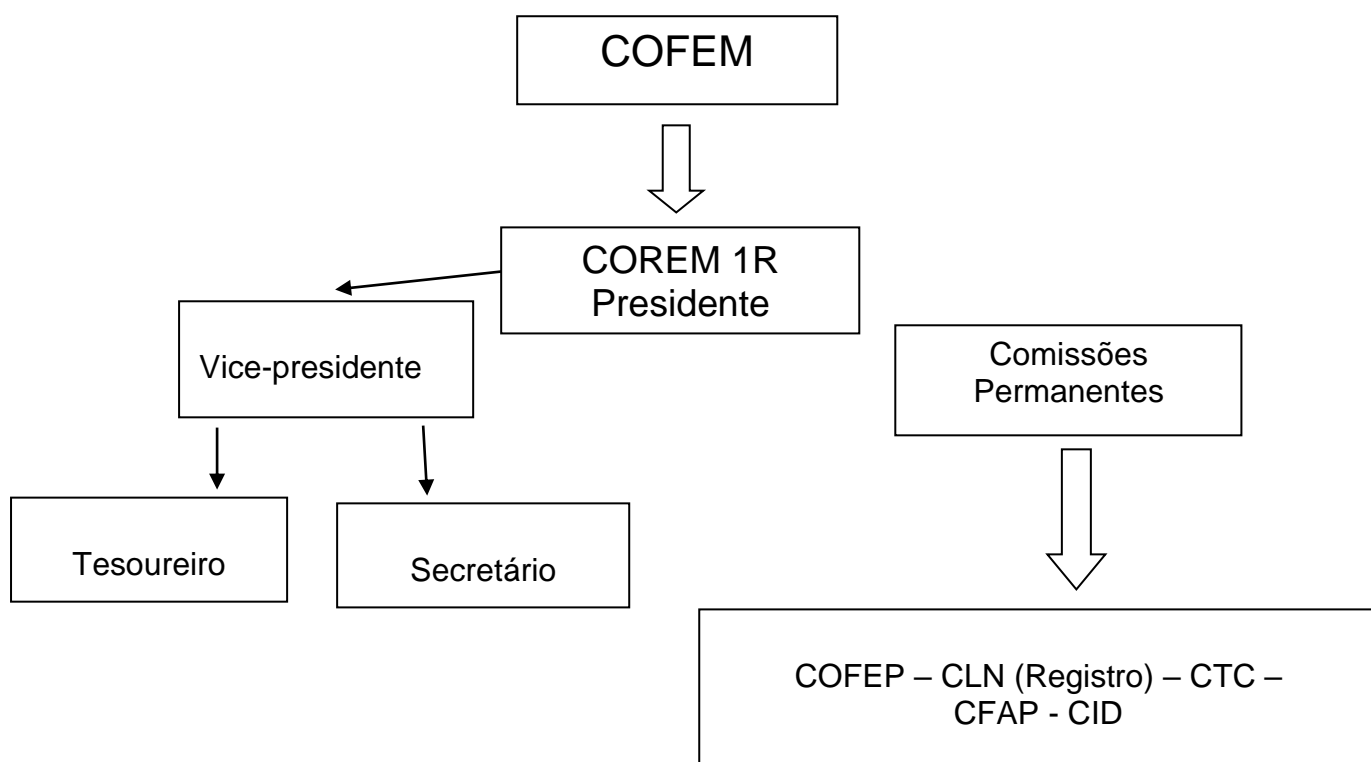 COFEM
COREM 1R
Presidente
Vice-presidente
Comissões
Permanentes
Tesoureiro
Secretário
COFEP – CLN (Registro) – CTC –
CFAP - CID